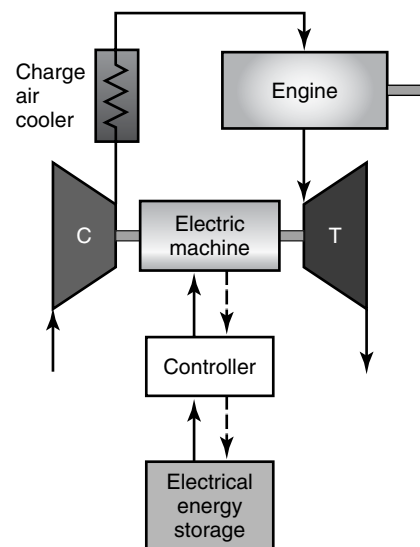 Charge
air
cooler
Engine
C
Electric
machine
T
Controller
Electrical
energy
storage